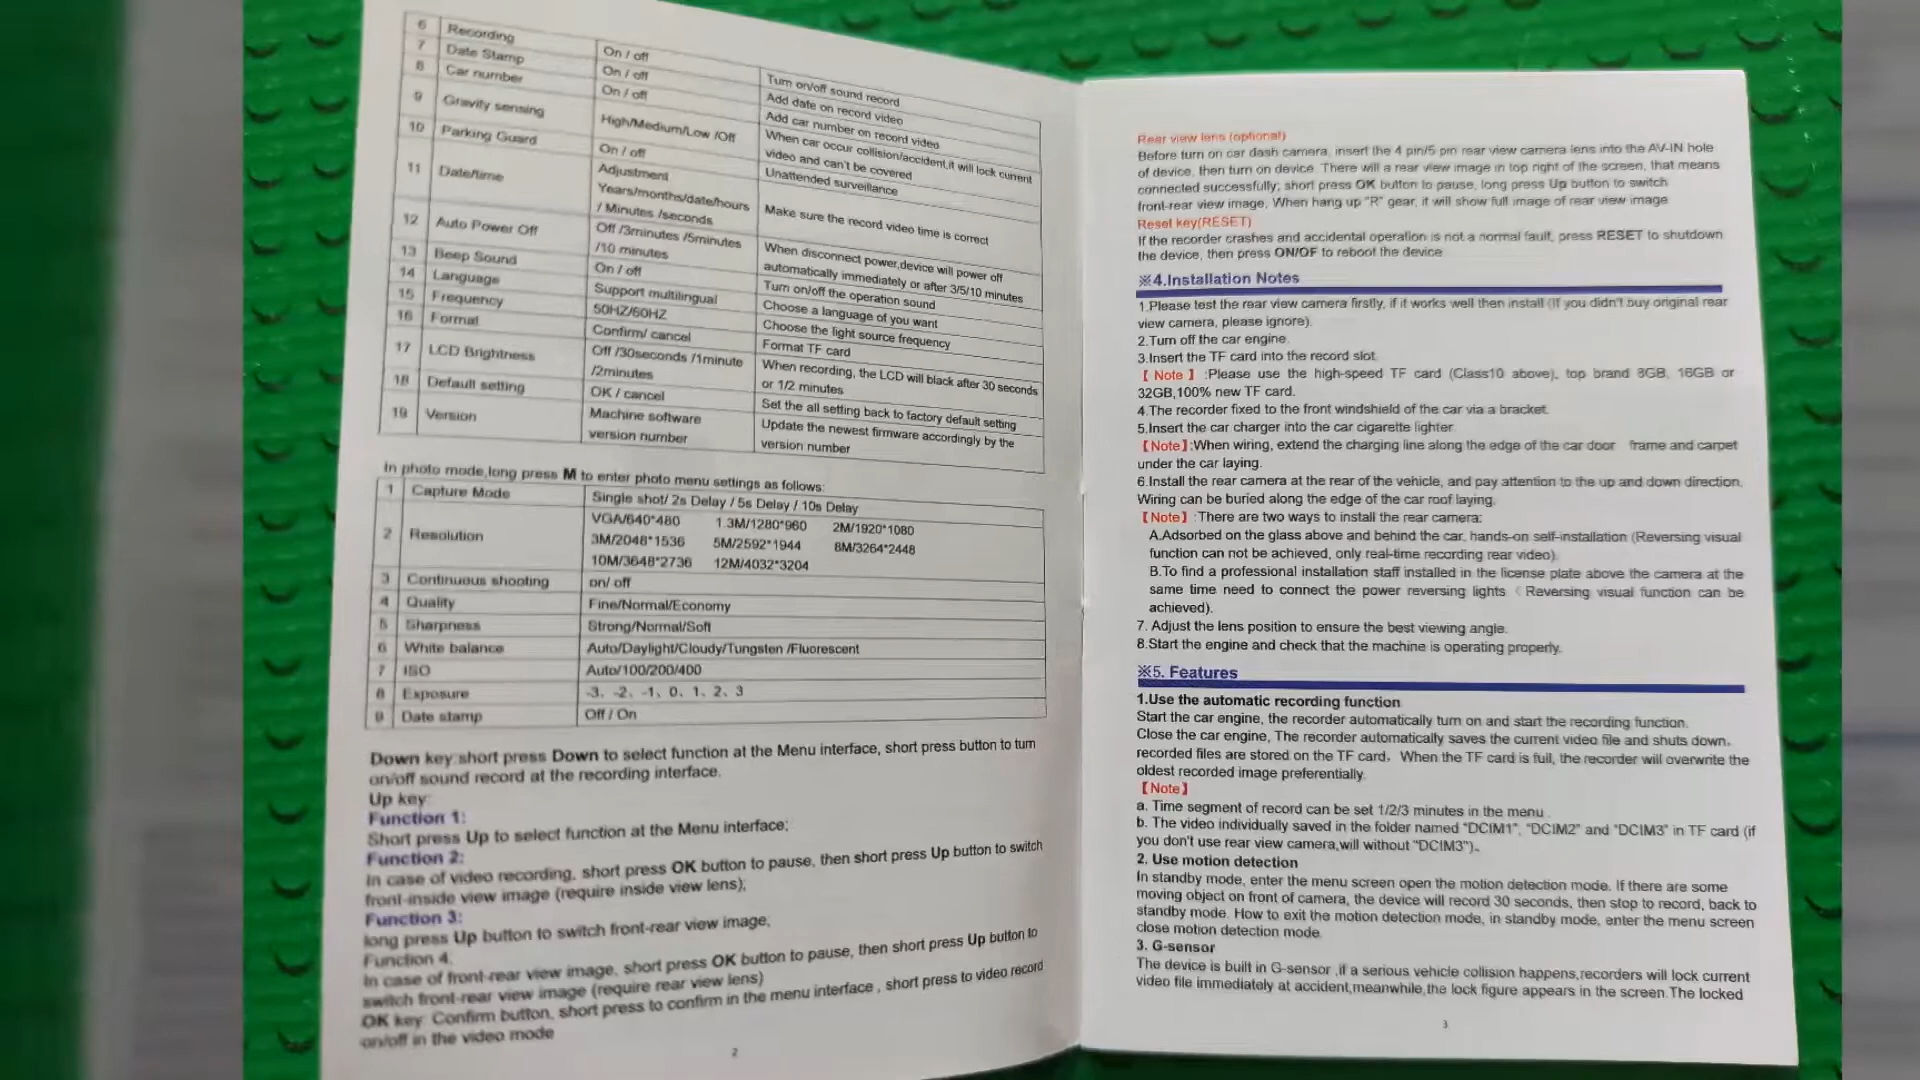 6 Recording On / off Turn on/off sound record
7 Date Stamp On / off Add date on record video
8 Car number On / off Add car number on record video
9 Gravity sensing High/Medium/Low /Off When car occur collision/accident,it will lock current
video and can't be covered
10 Parking Guard On / off Unattended surveillance
11 Date/time Adjustment
Years/months/date/hours
/ Minutes /seconds
Make sure the record video time is correct
12 Auto Power Off Off /3minutes /5minutes
/10 minutes
When disconnect power,device will power off
automatically immediately or after 3/5/10 minutes
13 Beep Sound On / off Turn on/off the operation sound
14 Language Support multilingual Choose a language of you want
15 Frequency 50HZ/60HZ Choose the light source frequency
16 Format Confirm/ cancel Format TF card
17 LCD Brightness Off /30seconds /1minute
/2minutes
When recording, the LCD will black after 30 seconds
or 1/2 minutes
18 Default setting OK / cancel Set the all setting back to factory default setting
19 Version Machine software
version number
Update the newest firmware accordingly by the
version number
In photo mode,long press M to enter photo menu settings as follows:
1 Capture Mode Single shot/ 2s Delay / 5s Delay / 10s Delay
2 Resolution VGA/640*480 1.3M/1280*960 2M/1920*1080
3M/2048*1536 5M/2592*1944 8M/3264*2448
10M/3648*2736 12M/4032*3204
3 Continuous shooting on/ off
4 Quality Fine/Normal/Economy
5 Sharpness Strong/Normal/Soft
6 White balance Auto/Daylight/Cloudy/Tungsten /Fluorescent
7 ISO Auto/100/200/400
8 Exposure -3、-2、-1、0、1、2、3
9 Date stamp Off / On
Down key:short press Down to select function at the Menu interface, short press button to turn
on/off sound record at the recording interface.
Up key:
Function 1:
Short press Up to select function at the Menu interface;
Function 2:
In case of video recording, short press OK button to pause, then short press Up button to switch
front-inside view image (require inside view lens);
Function 3:
long press Up button to switch front-rear view image;
Function 4.
In case of front-rear view image, short press OK button to pause, then short press Up button to
switch front-rear view image (require rear view lens)
OK key: Confirm button, short press to confirm in the menu interface , short press to video record
on/off in the video mode
2
Rear view lens (optional)
Before turn on car dash camera, insert the 4 pin/5 pin rear view camera lens into the AV-IN hole
of device, then turn on device. There will a rear view image in top right of the screen, that means
connected successfully; short press OK button to pause, long press Up button to switch
front-rear view image, When hang up "R" gear, it will show full image of rear view image
Reset key(RESET)
If the recorder crashes and accidental operation is not a normal fault, press RESET to shutdown
the device, then press ON/OF to reboot the device
※4.Installation Notes
1.Please test the rear view camera firstly, if it works well then install (If you didn't buy original rear
view camera, please ignore).
2.Turn off the car engine.
3.Insert the TF card into the record slot.
【 Note 】 :Please use the high-speed TF card (Class10 above), top brand 8GB, 16GB or
32GB,100% new TF card.
4.The recorder fixed to the front windshield of the car via a bracket.
5.Insert the car charger into the car cigarette lighter
【Note】:When wiring, extend the charging line along the edge of the car door frame and carpet
under the car laying.
6.Install the rear camera at the rear of the vehicle, and pay attention to the up and down direction.
Wiring can be buried along the edge of the car roof laying.
【Note】:There are two ways to install the rear camera:
A.Adsorbed on the glass above and behind the car, hands-on self-installation (Reversing visual
function can not be achieved, only real-time recording rear video).
B.To find a professional installation staff installed in the license plate above the camera at the
same time need to connect the power reversing lights （Reversing visual function can be
achieved).
7. Adjust the lens position to ensure the best viewing angle.
8.Start the engine and check that the machine is operating properly.
※5. Features
1.Use the automatic recording function
Start the car engine, the recorder automatically turn on and start the recording function.
Close the car engine, The recorder automatically saves the current video file and shuts down,
recorded files are stored on the TF card，When the TF card is full, the recorder will overwrite the
oldest recorded image preferentially.
【Note】
a. Time segment of record can be set 1/2/3 minutes in the menu
b. The video individually saved in the folder named "DCIM1", "DCIM2" and "DCIM3" in TF card (if
you don't use rear view camera,will without "DCIM3")。
2. Use motion detection
In standby mode, enter the menu screen open the motion detection mode. If there are some
moving object on front of camera, the device will record 30 seconds, then stop to record, back to
standby mode. How to exit the motion detection mode, in standby mode, enter the menu screen
close motion detection mode
3. G-sensor
The device is built in G-sensor ,if a serious vehicle collision happens,recorders will lock current
video file immediately at accident,meanwhile,the lock figure appears in the screen.The locked
3